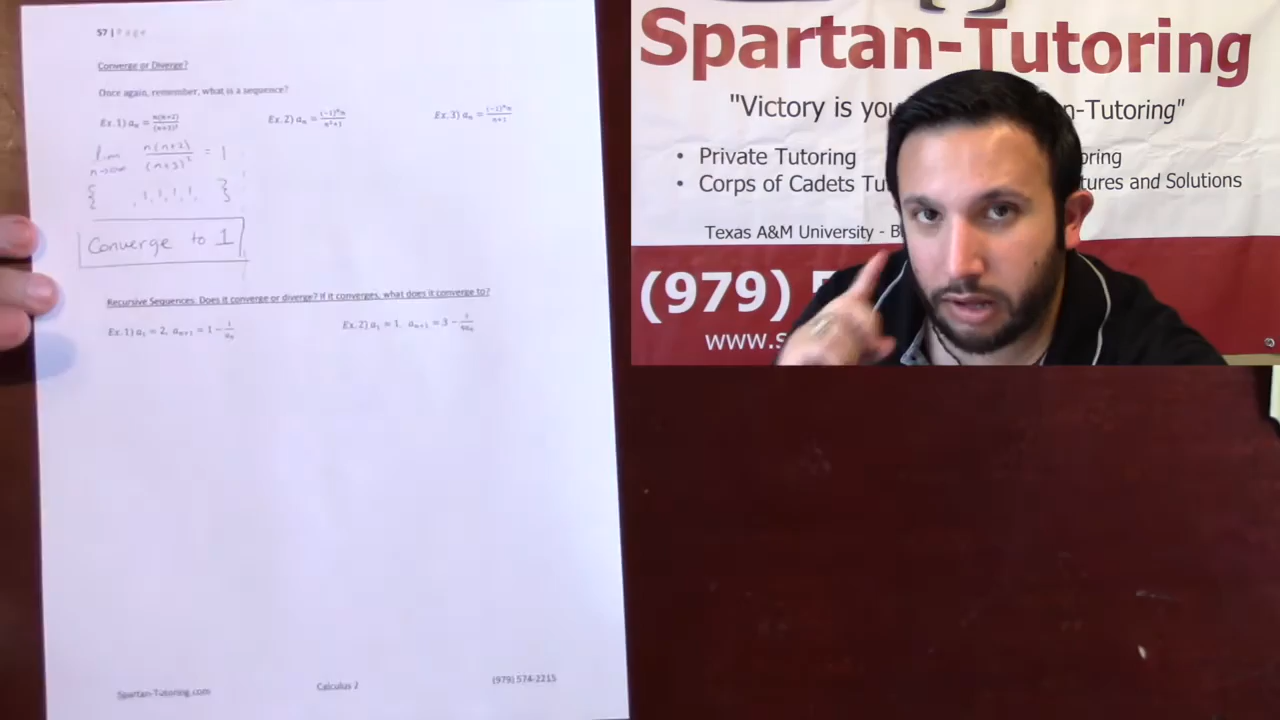 57 | Page
Converge or Diverge?
Once again, remember, what is a sequence?
Ex. 1) aₙ = n(n+2)/(n+3)²
Ex. 2) aₙ = (−1)ⁿn/n²+1
Ex. 3) aₙ = (−1)ⁿn/n+1
lim n→∞ n(n+2)/(n+3)² = 1
{ , 1, 1, 1, 1, }
Converge to 1
Recursive Sequences. Does it converge or diverge? If it converges, what does it converge to?
Ex. 1) a₁ = 2, aₙ₊₁ = 1 − 1/aₙ
Ex. 2) a₁ = 1, aₙ₊₁ = 3 −
Spartan-Tutoring.com
Calculus 2
(979) 574-2215
Spartan-Tutoring
"Victory is n-Tutoring"
• Private Tutoring
• Corps of Cadets and Solutions
Texas A&M University -
(979)
www.